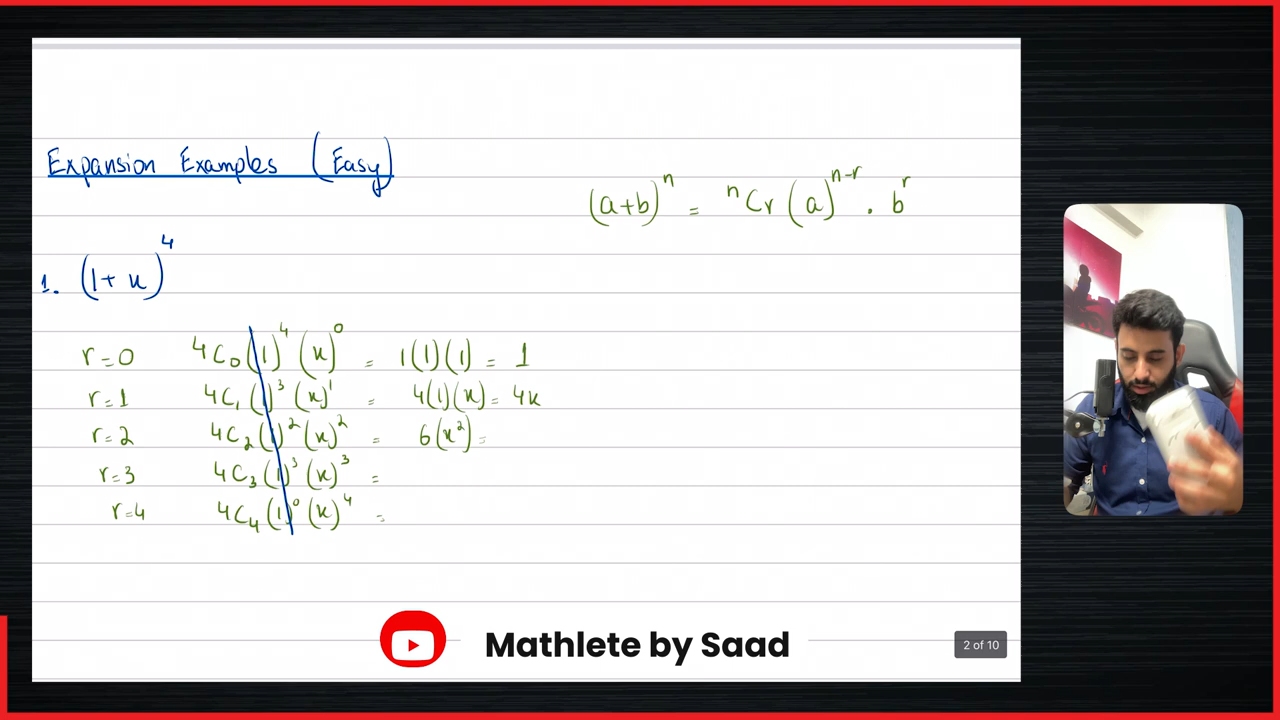 Expansion Examples (Easy)
(a+b)^n = nCr (a)^n-r . b^r
1. (1+x)^4
r=0 4C0 (1)^4 (x)^0 = 1(1)(1) = 1
r=1 4C1 (1)^3 (x)^1 = 4(1)(x) = 4x
r=2 4C2 (1)^2 (x)^2 = 6(x^2) =
r=3 4C3 (1)^3 (x)^3 =
r=4 4C4 (1)^0 (x)^4 =
Mathlete by Saad
2 of 10